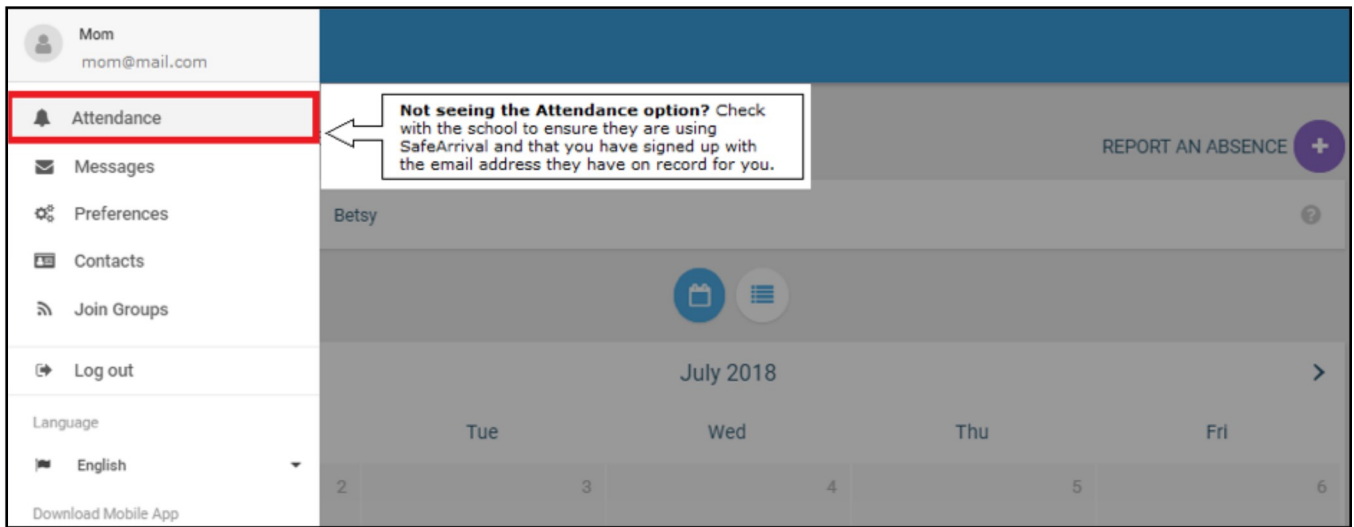 Mom
mom@mail.com
Attendance
Messages
Preferences
Contacts
Join Groups
Log out
Language
English
Download Mobile App
Not seeing the Attendance option? Check
with the school to ensure they are using
SafeArrival and that you have signed up with
the email address they have on record for you.
REPORT AN ABSENCE +
Betsy
?
July 2018 >
Tue Wed Thu Fri
2 3 4 5 6